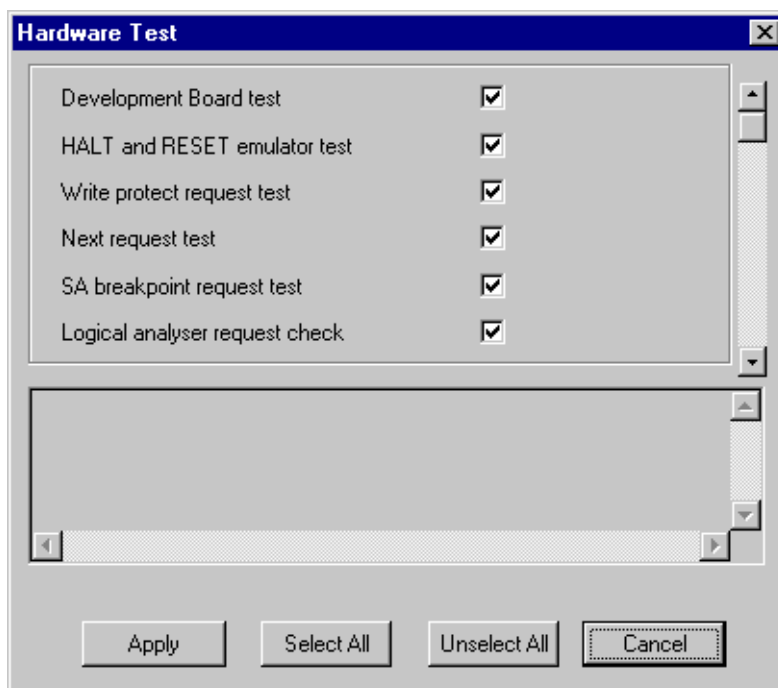 Hardware Test
Development Board test
HALT and RESET emulator test
Write protect request test
Next request test
SA breakpoint request test
Logical analyser request check
Apply Select All Unselect All Cancel